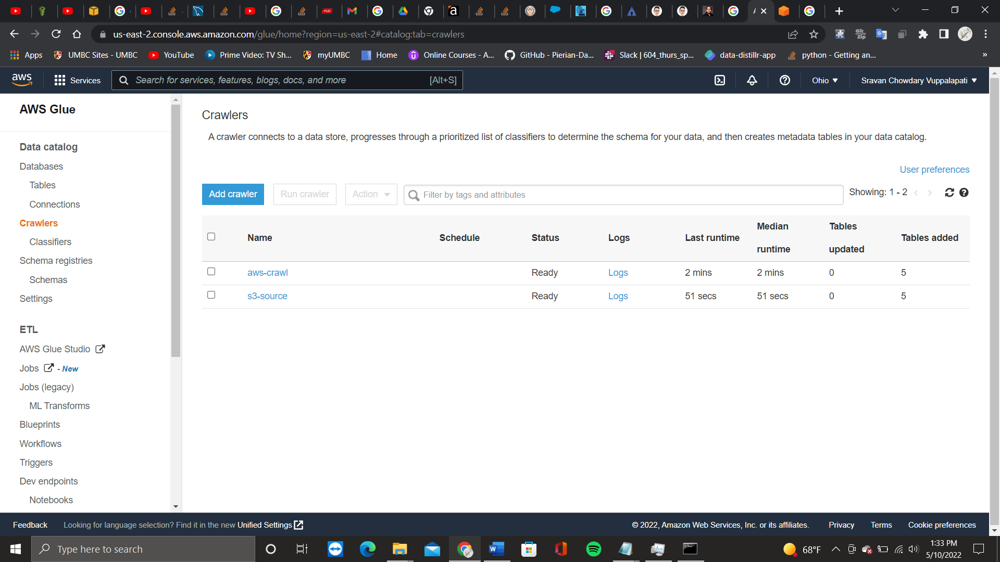 us-east-2.console.aws.amazon.com/glue/home?region=us-east-2#catalog:tab=crawlers
Apps UMBC Sites - UMBC YouTube Prime Video: TV Sh... myUMBC Home Online Courses - A... GitHub - Pierian-Da... Slack | 604_thurs_sp... data-distillr-app python - Getting an... »
aws Services Search for services, features, blogs, docs, and more [Alt+S] Ohio Sravan Chowdary Vuppalapati
AWS Glue
Data catalog
Databases
Tables
Connections
Crawlers
Classifiers
Schema registries
Schemas
Settings
ETL
AWS Glue Studio
Jobs - New
Jobs (legacy)
ML Transforms
Blueprints
Workflows
Triggers
Dev endpoints
Notebooks
Crawlers
A crawler connects to a data store, progresses through a prioritized list of classifiers to determine the schema for your data, and then creates metadata tables in your data catalog.
User preferences
Add crawler Run crawler Action Filter by tags and attributes Showing: 1 - 2
Name Schedule Status Logs Last runtime Median runtime Tables updated Tables added
aws-crawl Ready Logs 2 mins 2 mins 0 5
s3-source Ready Logs 51 secs 51 secs 0 5
Feedback Looking for language selection? Find it in the new Unified Settings © 2022, Amazon Web Services, Inc. or its affiliates. Privacy Terms Cookie preferences
Type here to search 68°F 1:33 PM
5/10/2022